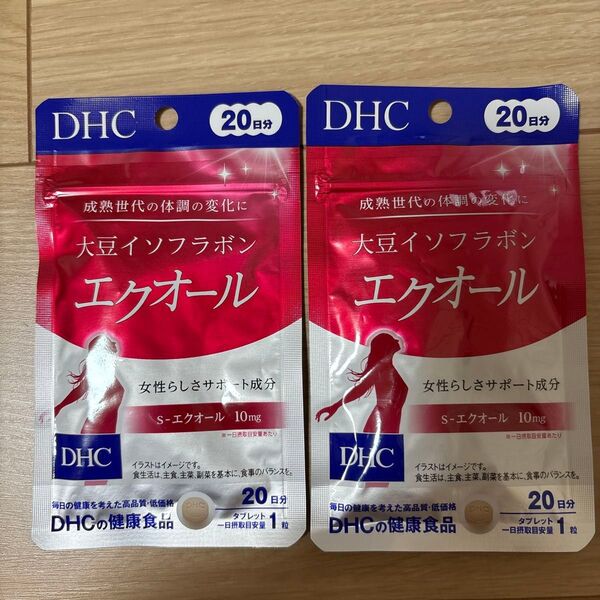 DHC
20日分
成熟世代の体調の変化に
大豆イソフラボン
エクオール
女性らしさサポート成分
S-エクオール 10mg
※一日摂取目安量あたり
DHC
イラストはイメージです。
食生活は、主食、主菜、副菜を基本に、食事のバランスを。
毎日の健康を考えた高品質・低価格
DHCの健康食品
20日分
タブレット
一日摂取目安量 1粒
DHC
20日分
成熟世代の体調の変化に
大豆イソフラボン
エクオール
女性らしさサポート成分
S-エクオール 10mg
※一日摂取目安量あたり
DHC
イラストはイメージです。
食生活は、主食、主菜、副菜を基本に、食事のバランスを。
毎日の健康を考えた高品質・低価格
DHCの健康食品
20日分
タブレット
一日摂取目安量 1粒